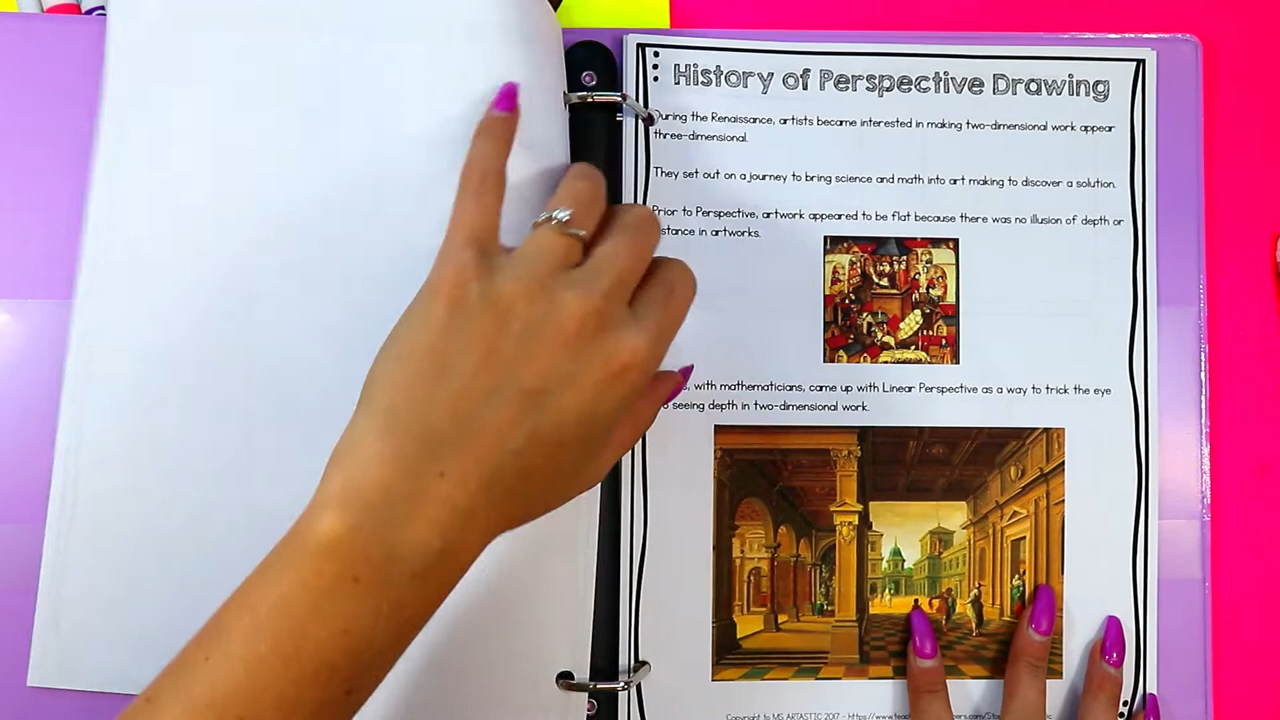 History of Perspective Drawing
During the Renaissance, artists became interested in making two-dimensional work appear
three-dimensional.
They set out on a journey to bring science and math into art making to discover a solution.
Prior to Perspective, artwork appeared to be flat because there was no illusion of depth or
stance in artworks.
with mathematicians, came up with Linear Perspective as a way to trick the eye
seeing depth in two-dimensional work.
Copyright to MS ARTASTIC 2017 - https://www.teac